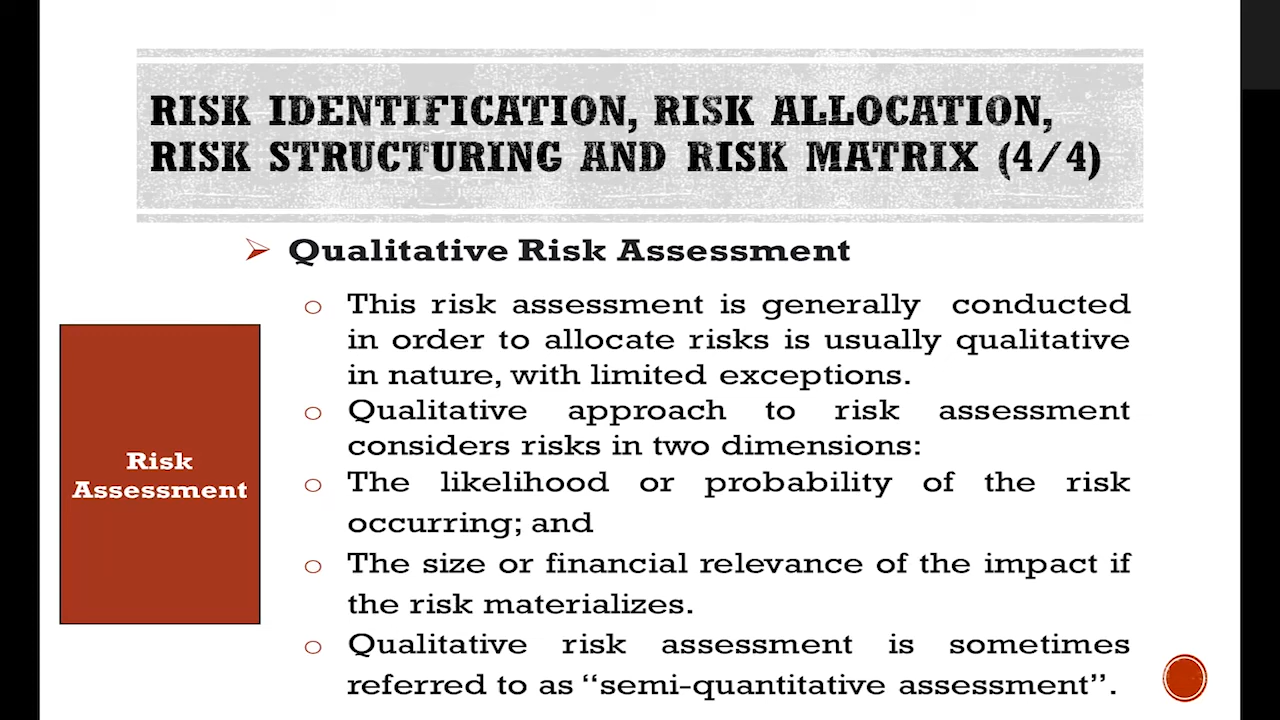 RISK IDENTIFICATION, RISK ALLOCATION,
RISK STRUCTURING AND RISK MATRIX (4/4)
Qualitative Risk Assessment
This risk assessment is generally conducted
in order to allocate risks is usually qualitative
in nature, with limited exceptions.
Qualitative approach to risk assessment
considers risks in two dimensions:
The likelihood or probability of the risk
occurring; and
The size or financial relevance of the impact if
the risk materializes.
Qualitative risk assessment is sometimes
referred to as “semi-quantitative assessment”.
Risk
Assessment